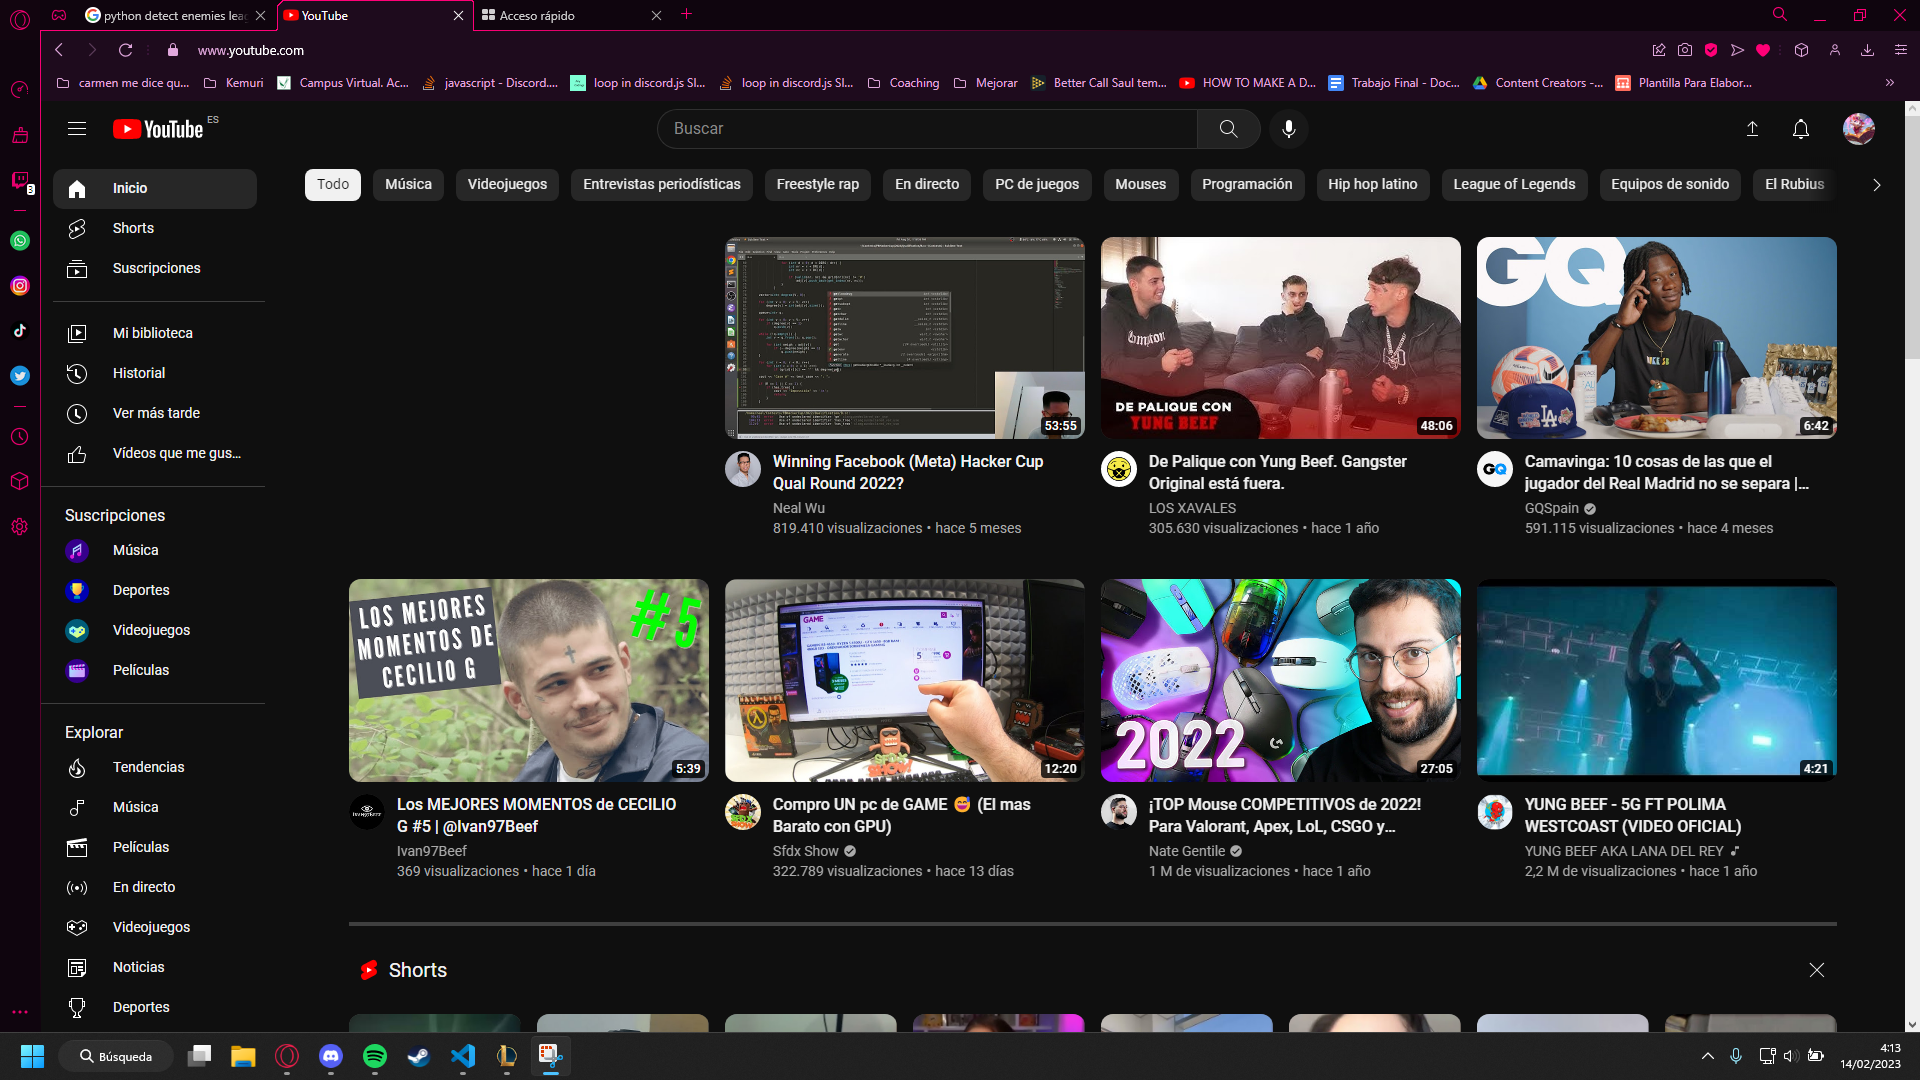 python detect enemies lea
YouTube
Acceso rápido
www.youtube.com
carmen me dice qu...
Kemuri
Campus Virtual. Ac...
javascript - Discord....
loop in discord.js Sl...
loop in discord.js Sl...
Coaching
Mejorar
Better Call Saul tem...
HOW TO MAKE A D...
Trabajo Final - Doc...
Content Creators -...
Plantilla Para Elabor...
YouTube ES
Buscar
Inicio
Shorts
Suscripciones
Mi biblioteca
Historial
Ver más tarde
Vídeos que me gus...
Suscripciones
Música
Deportes
Videojuegos
Películas
Explorar
Tendencias
Música
Películas
En directo
Videojuegos
Noticias
Deportes
Todo
Música
Videojuegos
Entrevistas periodísticas
Freestyle rap
En directo
PC de juegos
Mouses
Programación
Hip hop latino
League of Legends
Equipos de sonido
El Rubius
53:55
Winning Facebook (Meta) Hacker Cup
Qual Round 2022?
Neal Wu
819.410 visualizaciones • hace 5 meses
DE PALIQUE CON
YUNG BEEF
48:06
De Palique con Yung Beef. Gangster
Original está fuera.
LOS XAVALES
305.630 visualizaciones • hace 1 año
GQ
6:42
GQ
Camavinga: 10 cosas de las que el
jugador del Real Madrid no se separa |...
GQSpain
591.115 visualizaciones • hace 4 meses
LOS MEJORES
MOMENTOS DE
CECILIO G
#5
5:39
Los MEJORES MOMENTOS de CECILIO
G #5 | @Ivan97Beef
Ivan97Beef
369 visualizaciones • hace 1 día
GAME
12:20
Compro UN pc de GAME 😅 (El mas
Barato con GPU)
Sfdx Show
322.789 visualizaciones • hace 13 días
2022
27:05
¡TOP Mouse COMPETITIVOS de 2022!
Para Valorant, Apex, LoL, CSGO y...
Nate Gentile
1 M de visualizaciones • hace 1 año
4:21
YUNG BEEF - 5G FT POLIMA
WESTCOAST (VIDEO OFICIAL)
YUNG BEEF AKA LANA DEL REY
2,2 M de visualizaciones • hace 1 año
Shorts
Búsqueda
4:13
14/02/2023